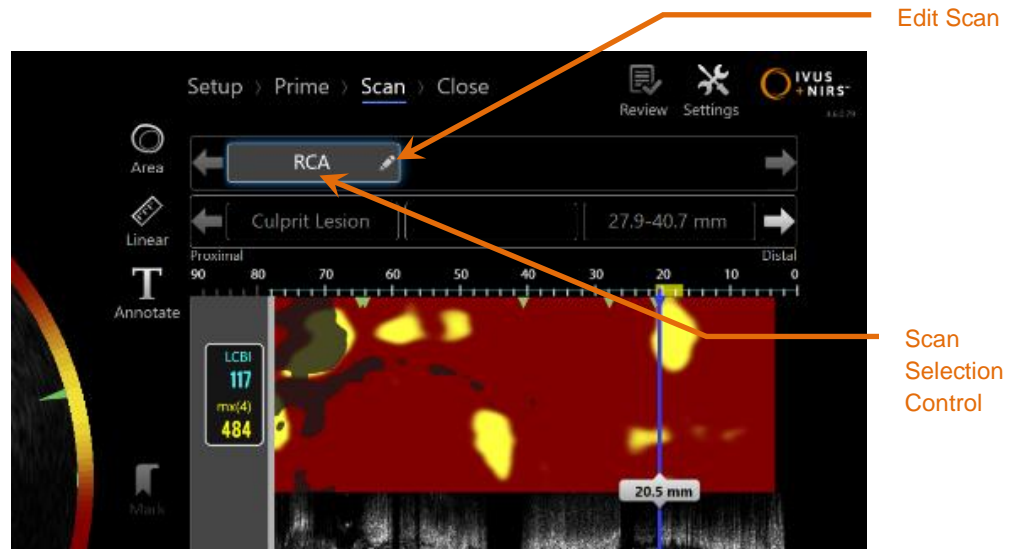 Edit Scan
Setup > Prime > Scan > Close
Review
Settings
IVUS
+NIRS™
Area
RCA
Culprit Lesion
27.9-40.7 mm
Linear
Proximal
Distal
90 80 70 60 50 40 30 20 10 0
Annotate
LCBI
117
mx(4)
484
Scan
Selection
Control
20.5 mm
Mark